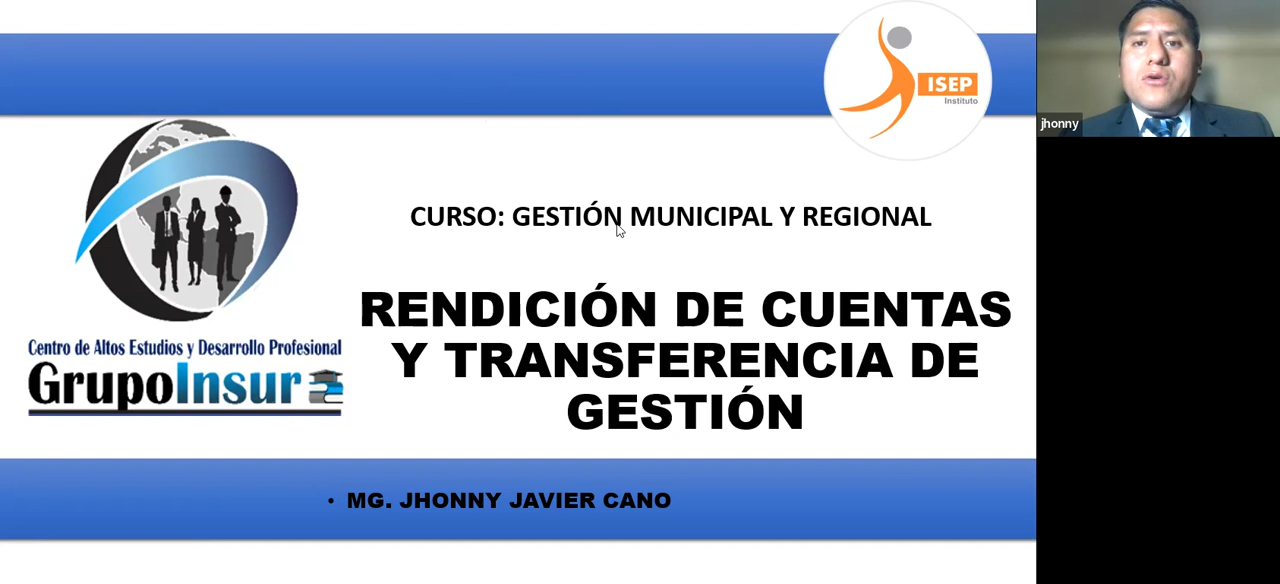 ISEP
Instituto
jhonny
CURSO: GESTIÓN MUNICIPAL Y REGIONAL
RENDICIÓN DE CUENTAS
Y TRANSFERENCIA DE
GESTIÓN
Centro de Altos Estudios y Desarrollo Profesional
GrupoInsur
• MG. JHONNY JAVIER CANO